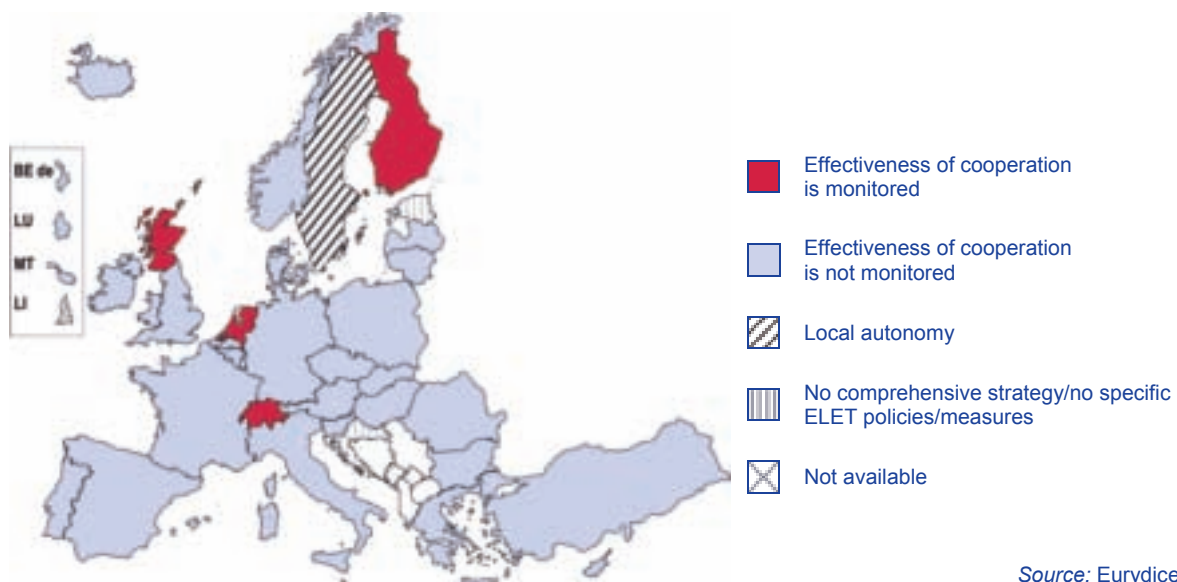 BE de
LU
MT
LI
Effectiveness of cooperation
is monitored
Effectiveness of cooperation
is not monitored
Local autonomy
No comprehensive strategy/no specific
ELET policies/measures
Not available
Source: Eurydice